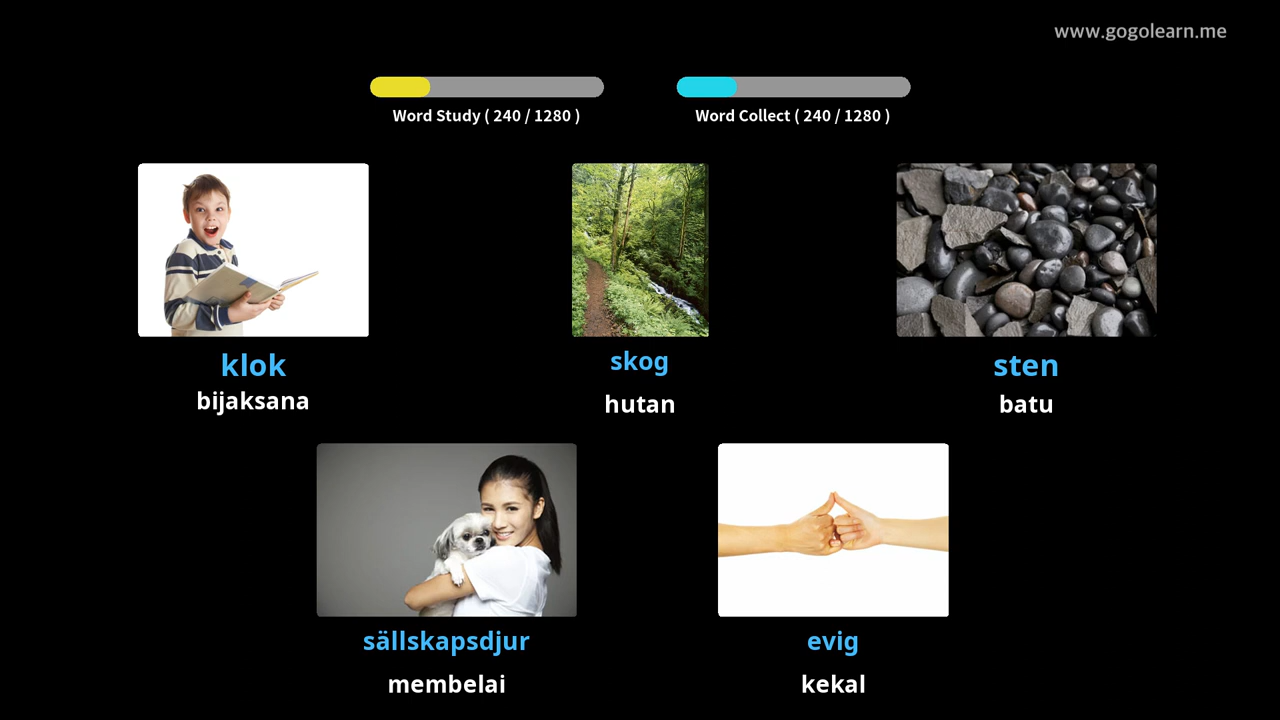 www.gogolearn.me
Word Study ( 240 / 1280 )
Word Collect ( 240 / 1280 )
klok
bijaksana
skog
hutan
sten
batu
sällskapsdjur
membelai
evig
kekal